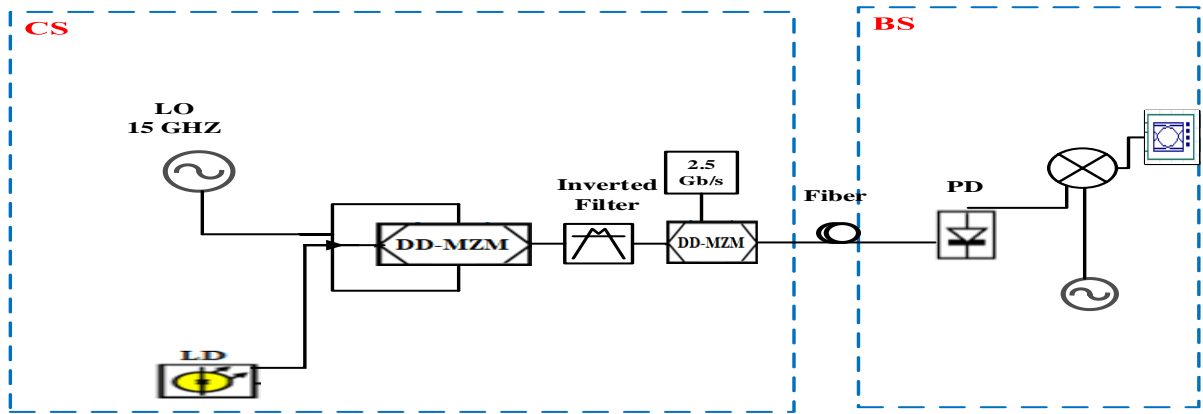 CS
BS
LO
15 GHZ
2.5
Gb/s
Inverted
Filter
Fiber
PD
DD-MZM
DD-MZM
LD